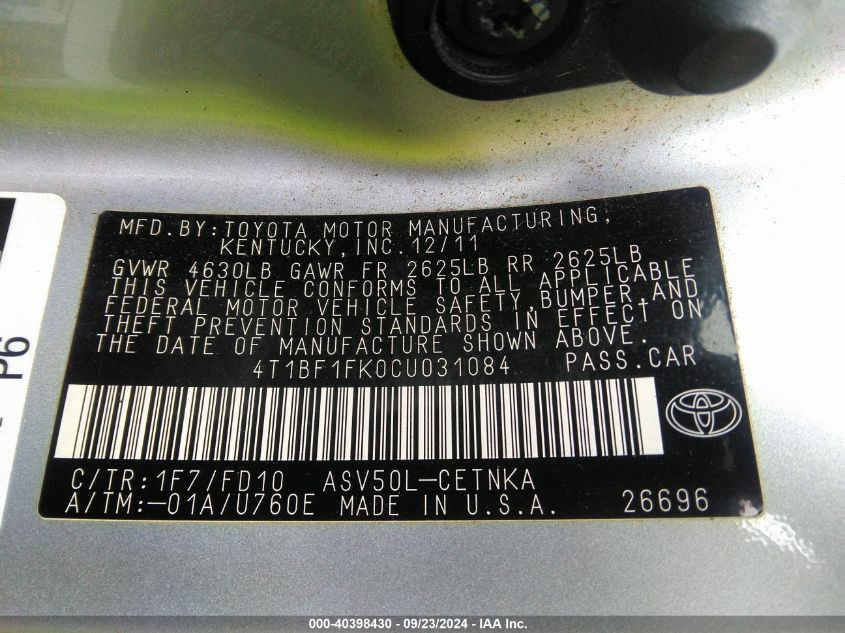 MFD.BY:TOYOTA MOTOR MANUFACTURING,
KENTUCKY,INC.12/11
GVWR 4630LB GAWR FR 2625LB RR 2625LB
THIS VEHICLE CONFORMS TO ALL APPLICABLE
FEDERAL MOTOR VEHICLE SAFETY,BUMPER,AND
THEFT PREVENTION STANDARDS IN EFFECT ON
THE DATE OF MANUFACTURE SHOWN ABOVE.
4T1BF1FK0CU031084 PASS.CAR
C/TR:1F7/FD10 ASV50L-CETNKA
A/TM:-01A/U760E MADE IN U.S.A. 26696
P6
000-40398430 - 09/23/2024 - IAA Inc.